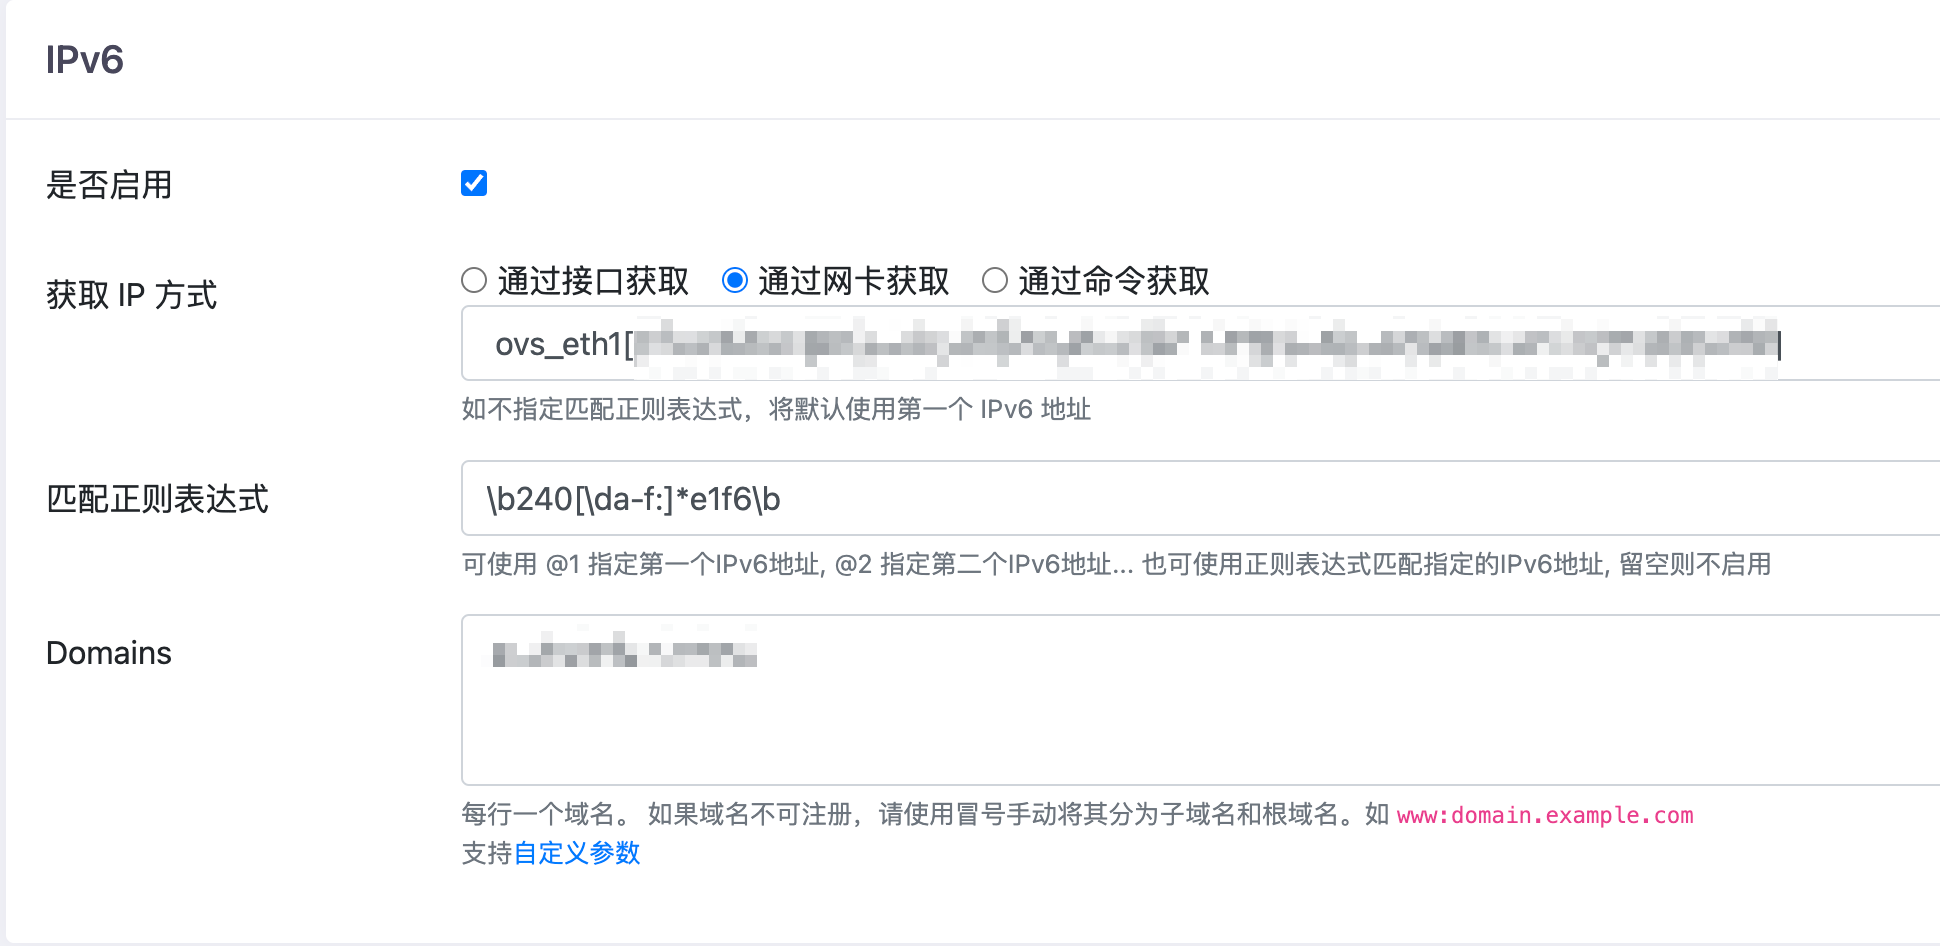 IPv6
是否启用
获取 IP 方式
通过接口获取 通过网卡获取 通过命令获取
ovs_eth1[
如不指定匹配正则表达式，将默认使用第一个 IPv6 地址
匹配正则表达式
\b240[\da-f:]*e1f6\b
可使用 @1 指定第一个IPv6地址, @2 指定第二个IPv6地址... 也可使用正则表达式匹配指定的IPv6地址, 留空则不启用
Domains
每行一个域名。 如果域名不可注册，请使用冒号手动将其分为子域名和根域名。如 www:domain.example.com
支持自定义参数